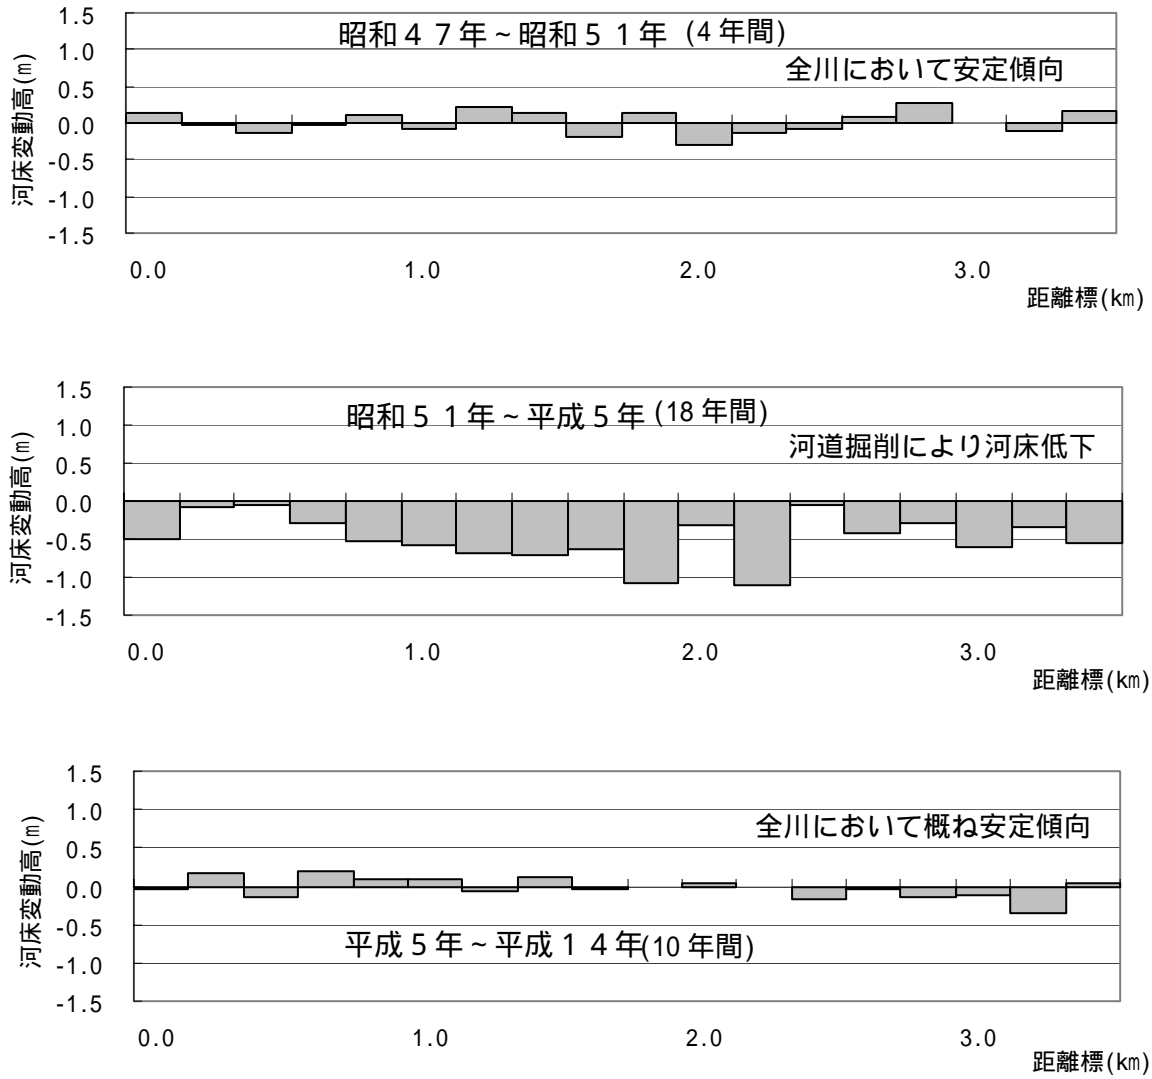 昭和４７年～昭和５１年 (4年間)
全川において安定傾向
河床変動高(m)
1.5
1.0
0.5
0.0
-0.5
-1.0
-1.5
0.0 1.0 2.0 3.0
距離標(km)
昭和５１年～平成５年 (18年間)
河道掘削により河床低下
河床変動高(m)
1.5
1.0
0.5
0.0
-0.5
-1.0
-1.5
0.0 1.0 2.0 3.0
距離標(km)
全川において概ね安定傾向
平成５年～平成１４年(10年間)
河床変動高(m)
1.5
1.0
0.5
0.0
-0.5
-1.0
-1.5
0.0 1.0 2.0 3.0
距離標(km)